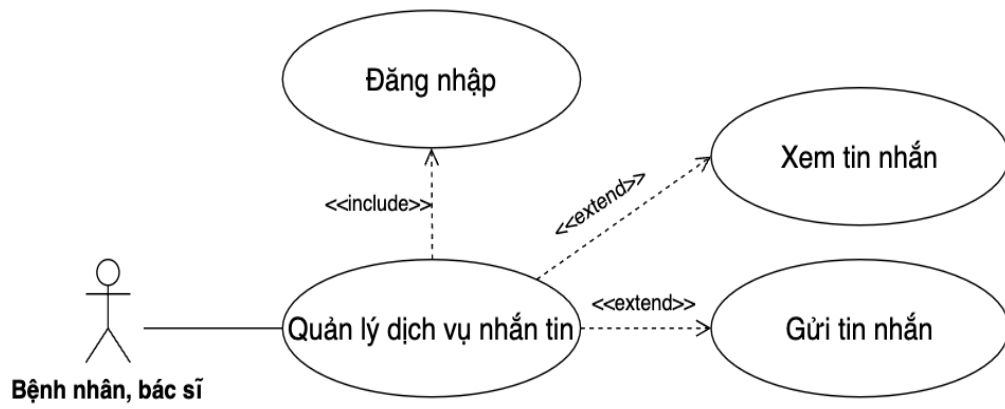 Đăng nhập
Xem tin nhắn
<<include>>
<<extend>>
<<extend>>
Quản lý dịch vụ nhắn tin
Gửi tin nhắn
Bệnh nhân, bác sĩ